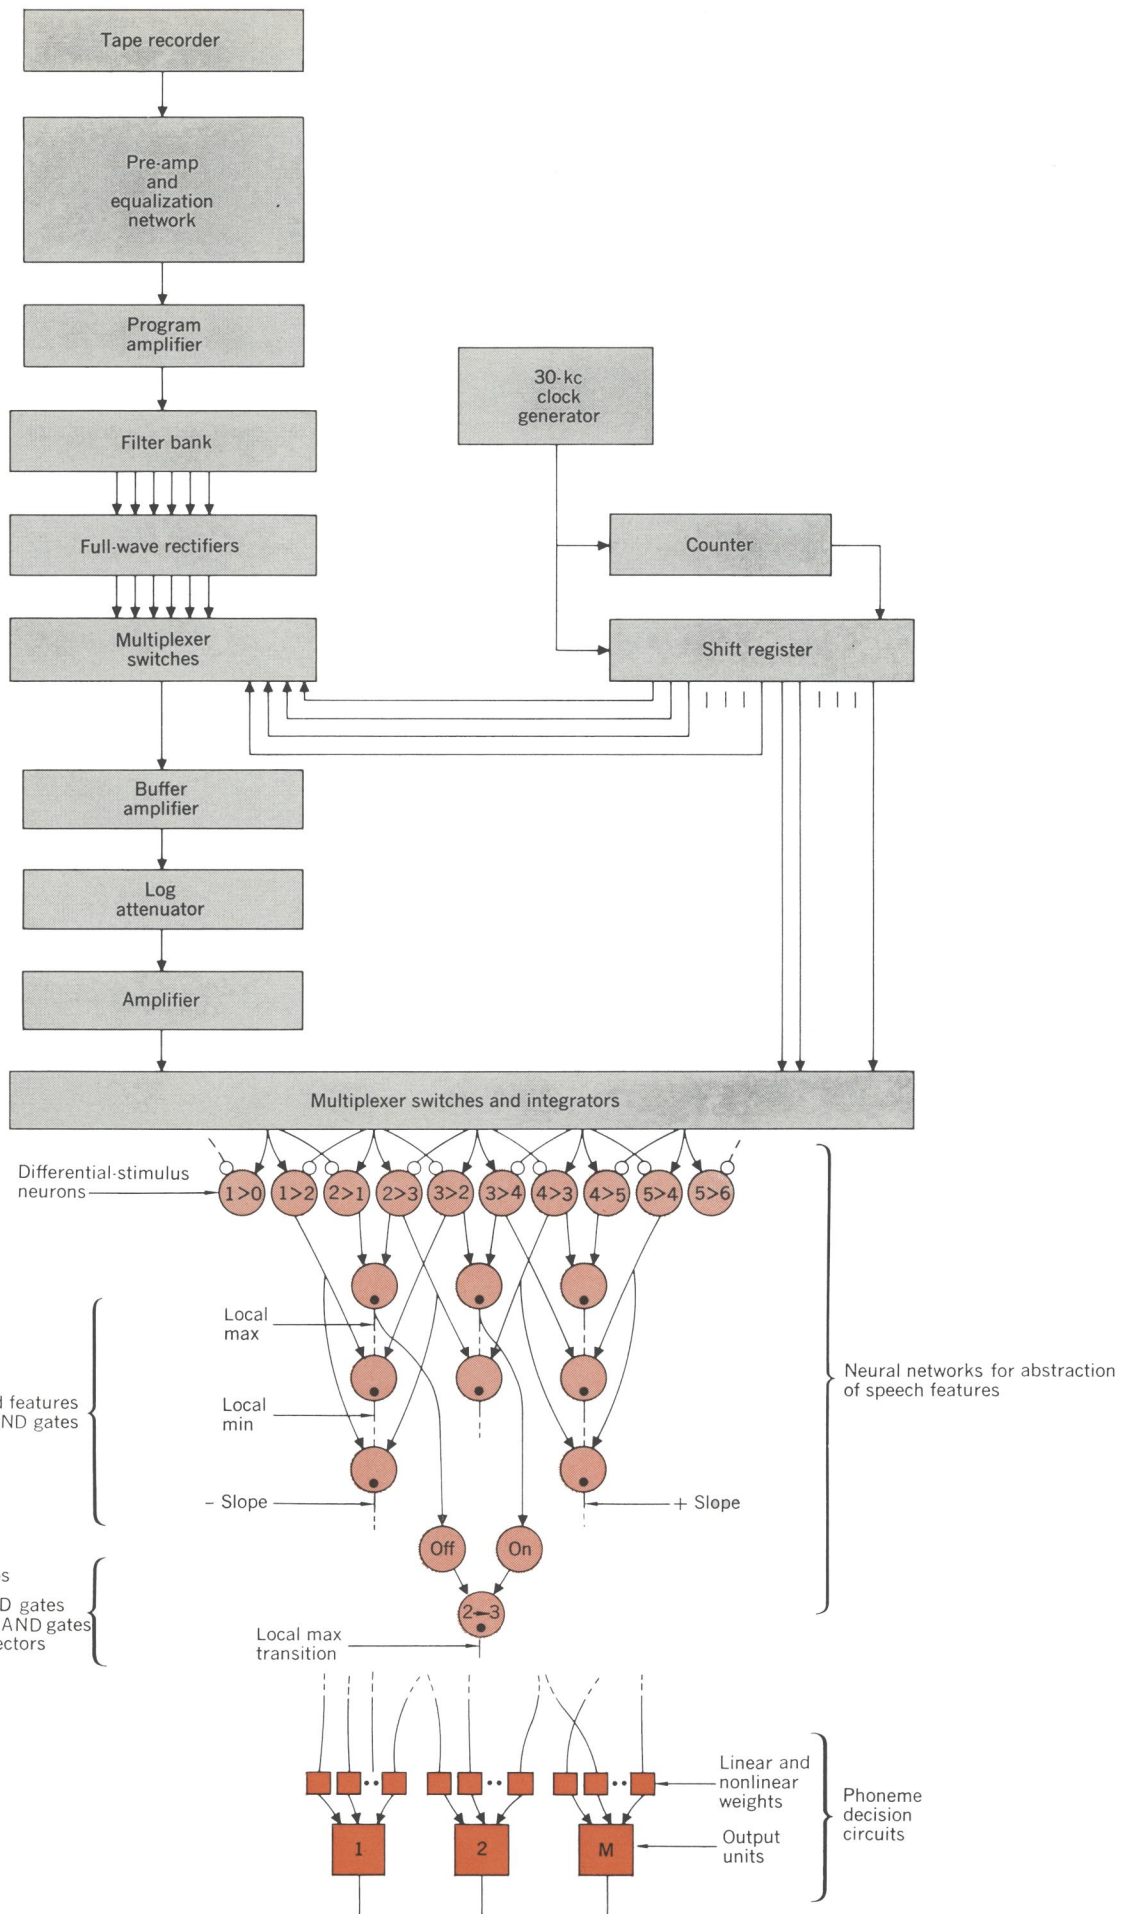 Tape recorder
Pre-amp
and
equalization
network
Program
amplifier
30-kc
clock
generator
Filter bank
Full-wave rectifiers
Counter
Multiplexer
switches
Shift register
Buffer
amplifier
Log
attenuator
Amplifier
Multiplexer switches and integrators
Differential-stimulus
neurons
1>0 1>2 2>1 2>3 3>2 3>4 4>3 4>5 5>4 5>6
Local
max
Neural networks for abstraction
of speech features
features
gates
Local
min
– Slope
+ Slope
Off On
gates
AND gates
2→3
Local max
transition
Linear and
nonlinear
weights
Phoneme
decision
circuits
Output
units
1 2 M